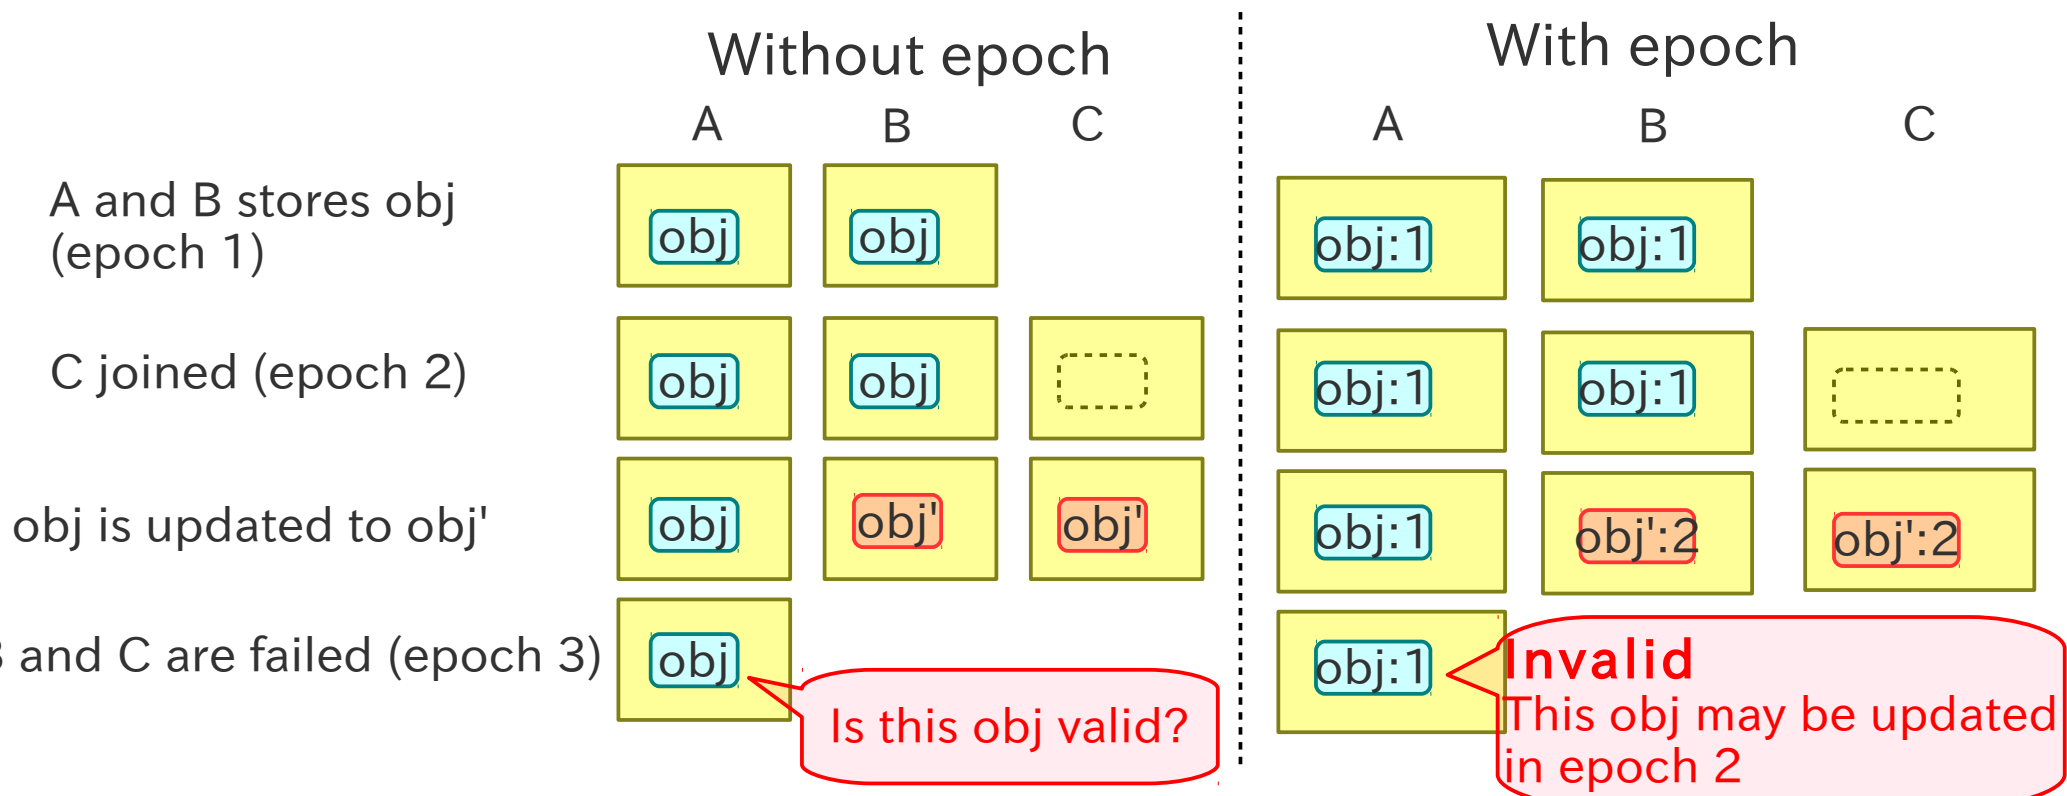 Without epoch
With epoch
A B C
A B C
A and B stores obj
(epoch 1)
obj obj
obj:1 obj:1
C joined (epoch 2)
obj obj
obj:1 obj:1
obj is updated to obj'
obj obj' obj'
obj:1 obj':2 obj':2
and C are failed (epoch 3)
obj
Is this obj valid?
obj:1
Invalid
This obj may be updated
in epoch 2